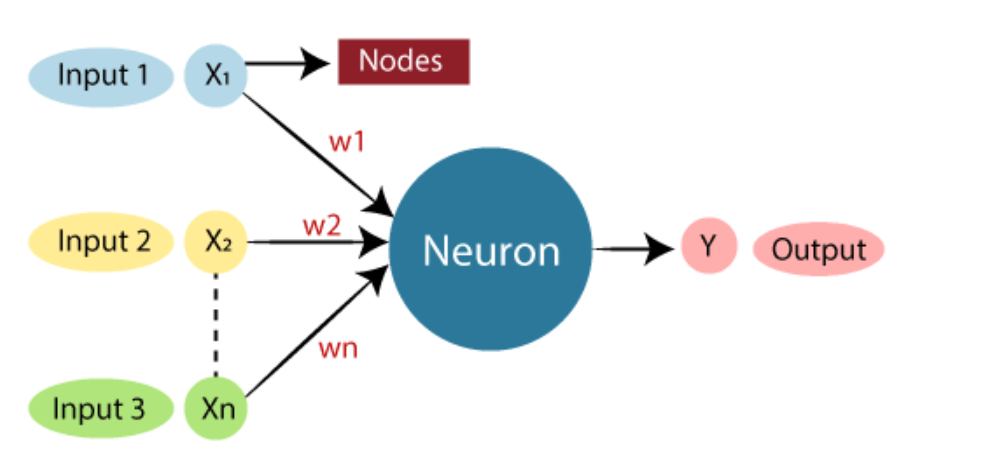 Input 1
X₁
Nodes
w1
Input 2
X₂
w2
Neuron
Y
Output
wn
Input 3
Xn